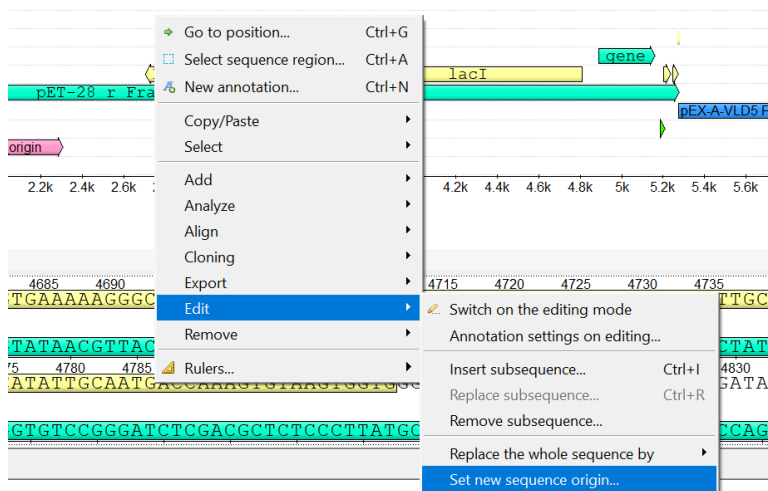 Go to position... Ctrl+G
Select sequence region... Ctrl+A
New annotation... Ctrl+N
Copy/Paste
Select
Add
Analyze
Align
Cloning
Export
Edit
Remove
Rulers...
lacI
gene
pET-28 r Fra
pEX-A-VLD5 F
origin
2.2k 2.4k 2.6k 4.2k 4.4k 4.6k 4.8k 5k 5.2k 5.4k 5.6k
4685 4690 4715 4720 4725 4730 4735
TGAAAAAGGGC TTGC
Switch on the editing mode
Annotation settings on editing...
TATAACGTTAC CTAT
4780 4785 4830
ATATTGCAATGACCAAAGTGTAAGTGGTG GATA
Insert subsequence... Ctrl+I
Replace subsequence... Ctrl+R
Remove subsequence...
GTGTCCGGGATCTCGACGCTCTCCCTTATGC CCAG
Replace the whole sequence by
Set new sequence origin...